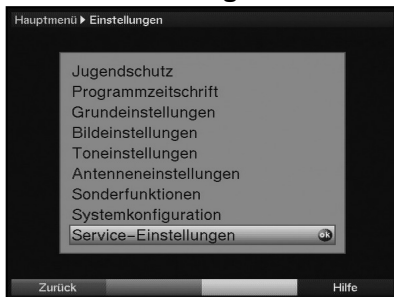 Hauptmenü ▶ Einstellungen
Jugendschutz
Programmzeitschrift
Grundeinstellungen
Bildeinstellungen
Toneinstellungen
Antenneneinstellungen
Sonderfunktionen
Systemkonfiguration
Service-Einstellungen ok
Zurück Hilfe